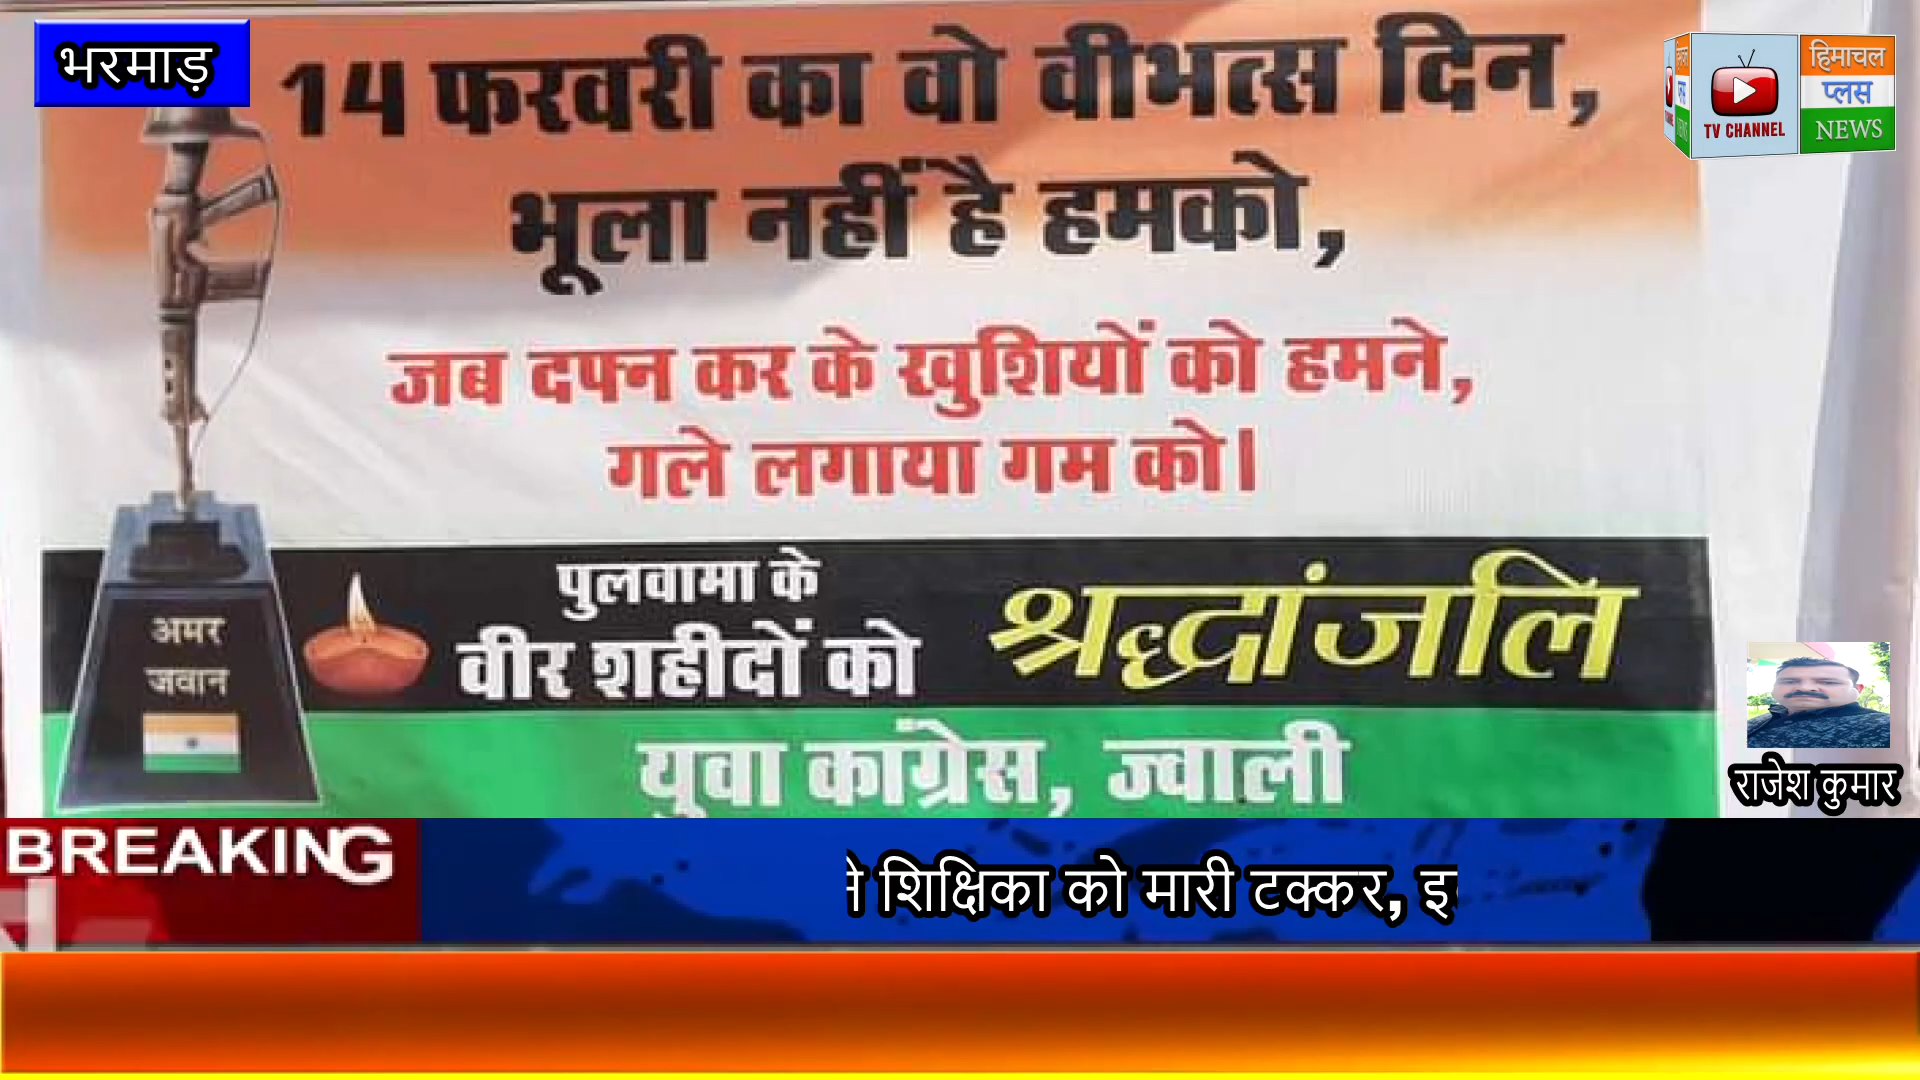 भरमाड़
14 फरवरी का वो वीभत्स दिन,
भूला नहीं है हमको,
जब दफ्न कर के खुशियों को हमने,
गले लगाया गम को।
पुलवामा के
वीर शहीदों को
श्रद्धांजलि
अमर
जवान
युवा कांग्रेस, ज्वाली
TV CHANNEL
हिमाचल
प्लस
NEWS
राजेश कुमार
BREAKING
शिक्षिका को मारी टक्कर,